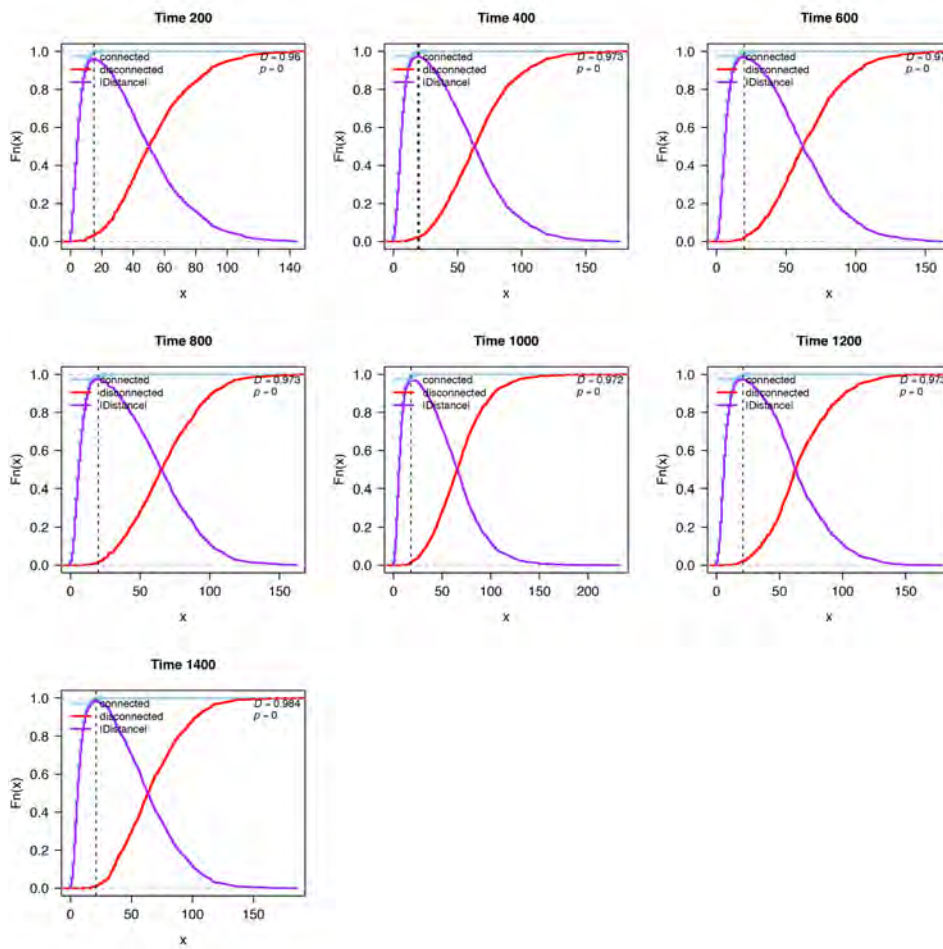 Time 200
Fn(x)
1.0
0.8
0.6
0.4
0.2
0.0
connected
disconnected
|Distance|
D = 0.96
p = 0
0 20 40 60 80 100 140
x
Time 400
Fn(x)
1.0
0.8
0.6
0.4
0.2
0.0
connected
disconnected
|Distance|
D = 0.973
p = 0
0 50 100 150
x
Time 600
Fn(x)
1.0
0.8
0.6
0.4
0.2
0.0
connected
disconnected
|Distance|
D = 0.97
p = 0
0 50 100 150
x
Time 800
Fn(x)
1.0
0.8
0.6
0.4
0.2
0.0
connected
disconnected
|Distance|
D = 0.973
p = 0
0 50 100 150
x
Time 1000
Fn(x)
1.0
0.8
0.6
0.4
0.2
0.0
connected
disconnected
|Distance|
D = 0.972
p = 0
0 50 100 150 200
x
Time 1200
Fn(x)
1.0
0.8
0.6
0.4
0.2
0.0
connected
disconnected
|Distance|
D = 0.973
p = 0
0 50 100 150
x
Time 1400
Fn(x)
1.0
0.8
0.6
0.4
0.2
0.0
connected
disconnected
|Distance|
D = 0.984
p = 0
0 50 100 150
x